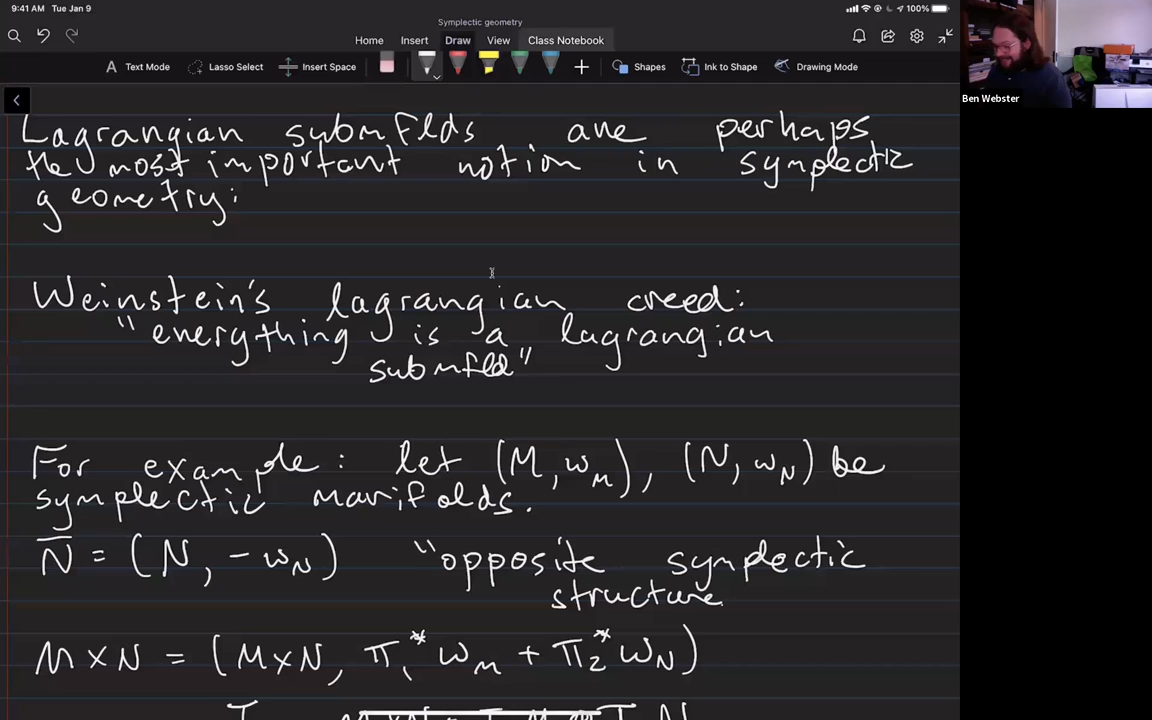 9:41 AM Tue Jan 9
100%
Symplectic geometry
Home Insert Draw View Class Notebook
Text Mode Lasso Select Insert Space Shapes Ink to Shape Drawing Mode
Ben Webster
Lagrangian submflds are perhaps
the most important notion in symplectic
geometry:
Weinstein's lagrangian creed:
"everything is a lagrangian
submfld"
For example: let (M, ω_M), (N, ω_N) be
symplectic manifolds.
N̅ = (N, -ω_N) "opposite symplectic
structure.
M × N = (M×N, π₁* ω_M + π₂* ω_N)